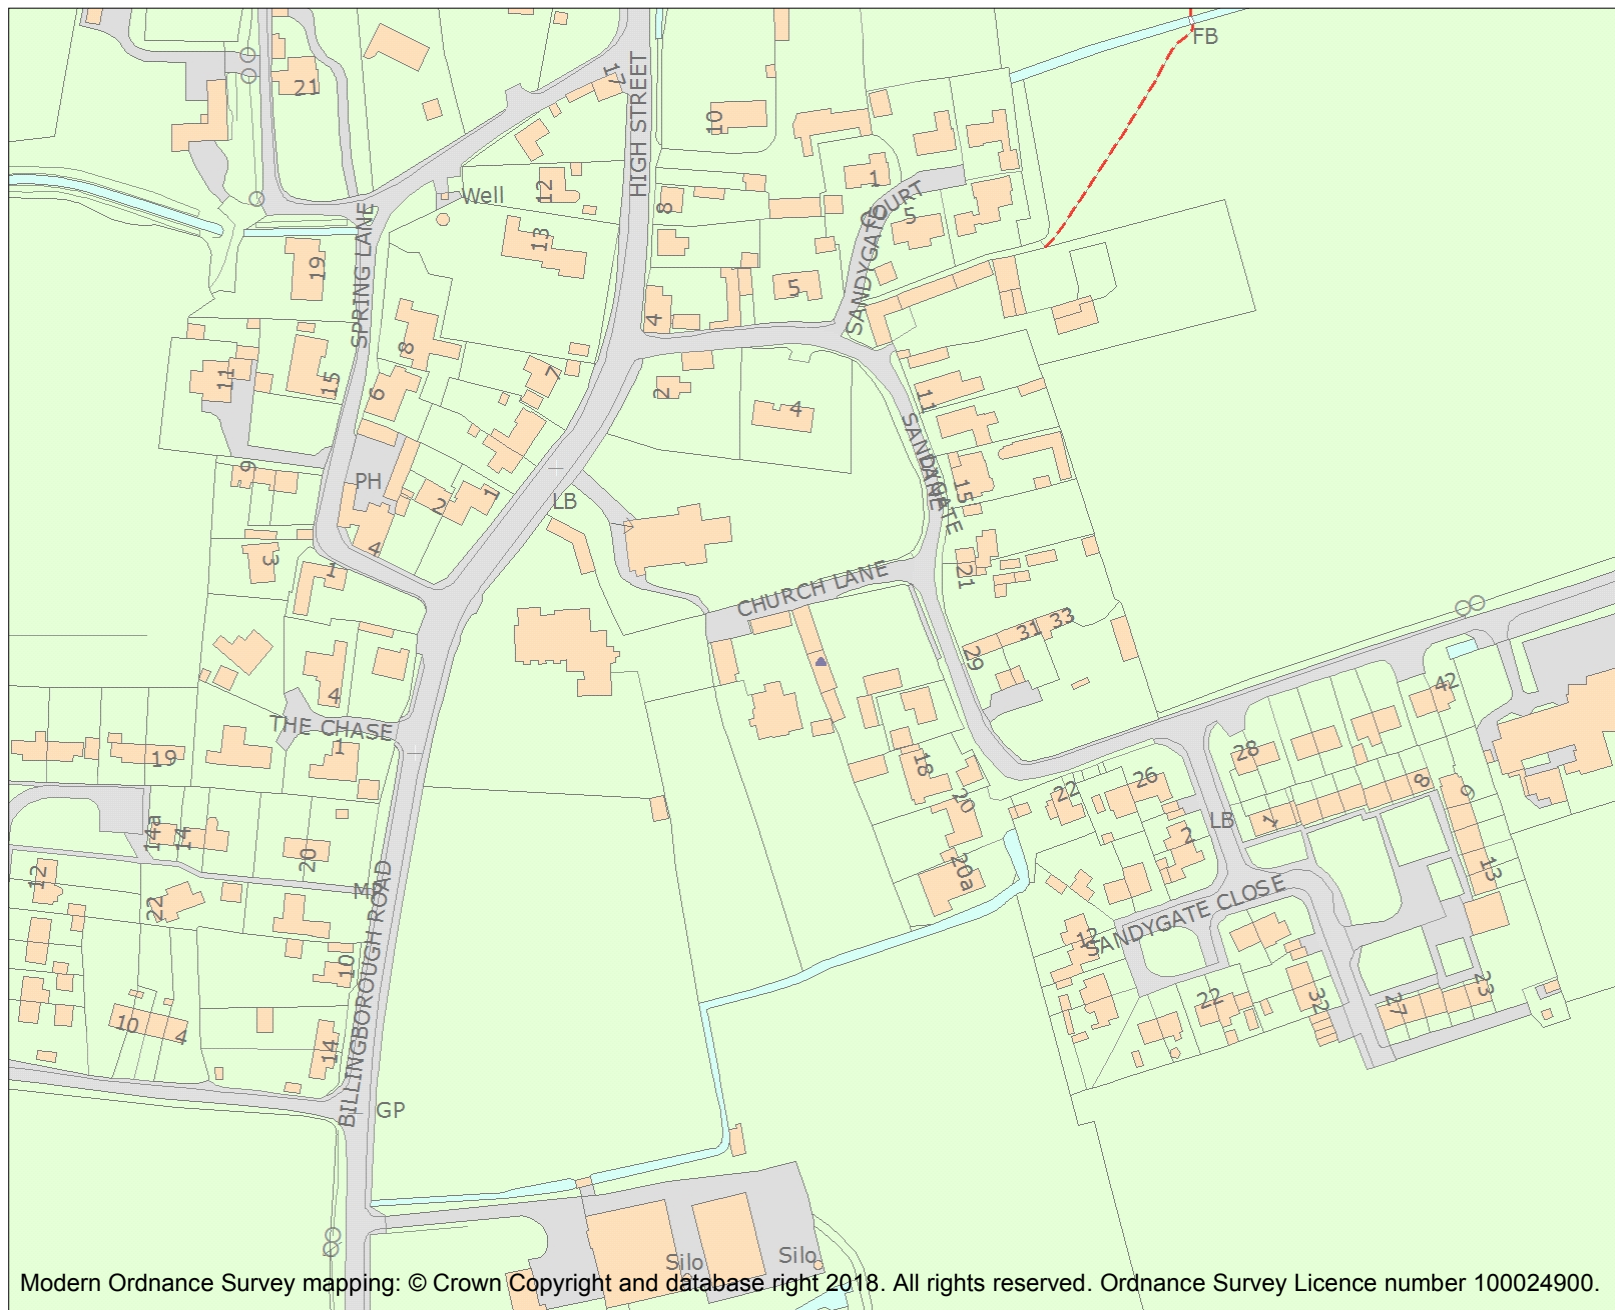 FB
17
21
HIGH STREET
10
1
Well
12
8
COURT
5
13
SPRING LANE
19
SANDYGATE
5
4
8
11
15
6
7
2
4
11
SANDYGATE
LANE
9
PH
2
1
LB
15
4
3
1
21
CHURCH LANE
31
33
29
4
42
THE CHASE
1
19
28
18
22
26
8
9
20
1
LB
2
14a
14
20
13
20a
12
MP
22
SANDYGATE CLOSE
12
10
22
32
27
23
10
4
14
BILLINGBOROUGH ROAD
GP
Silo
Silo
Modern Ordnance Survey mapping: © Crown Copyright and database right 2018. All rights reserved. Ordnance Survey Licence number 100024900.